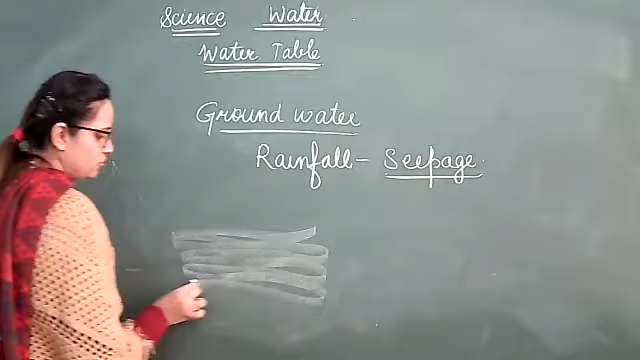 Science Water
Water Table
Ground water
Rainfall - Seepage.